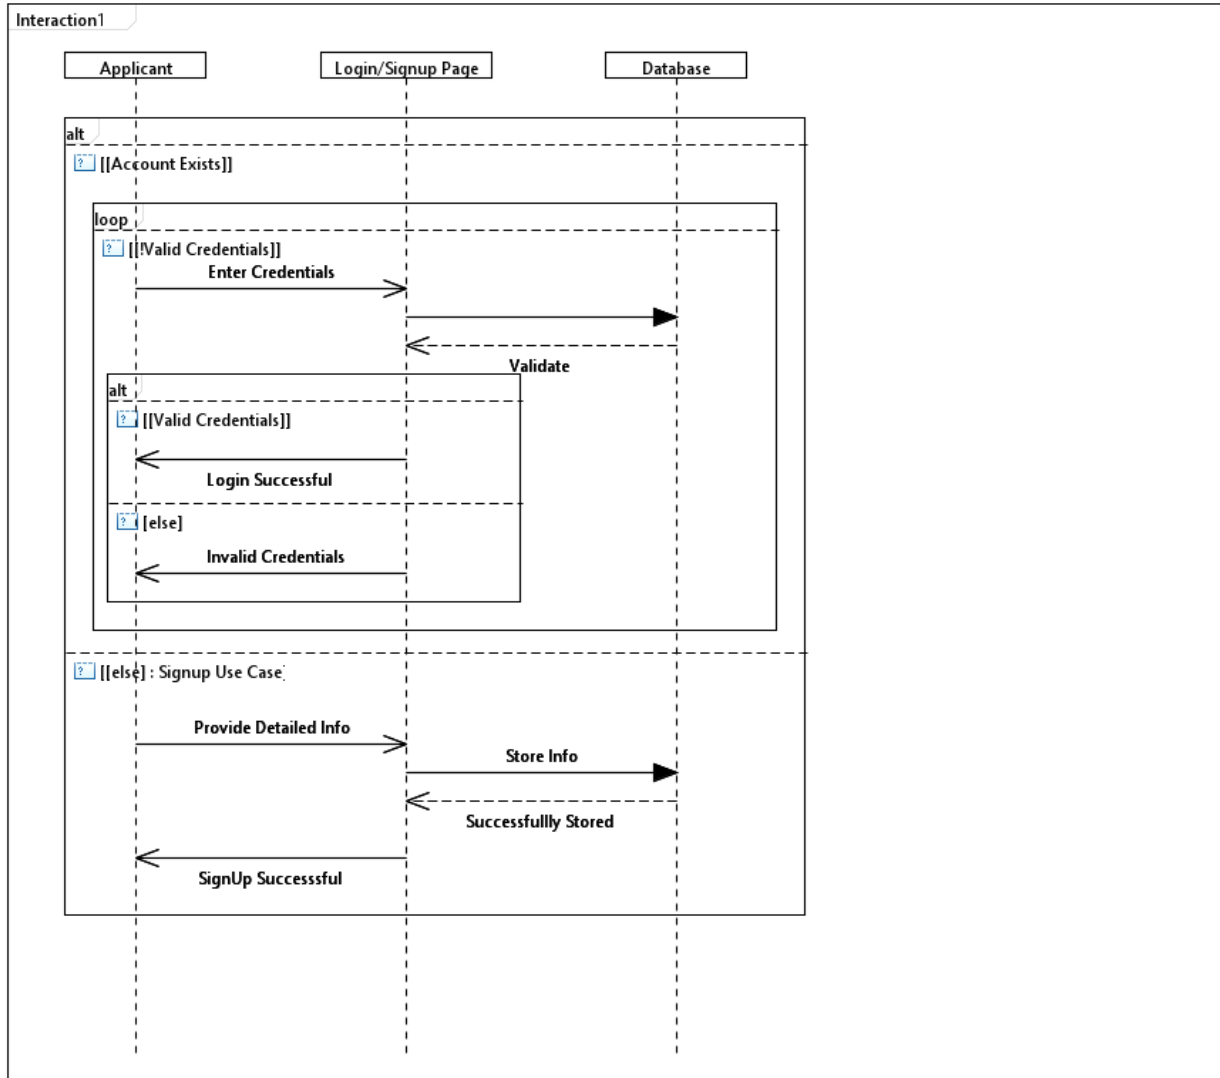 Interaction1
Applicant
Login/Signup Page
Database
alt
[[Account Exists]]
loop
[[!Valid Credentials]]
Enter Credentials
Validate
alt
[[Valid Credentials]]
Login Successful
[else]
Invalid Credentials
[[else] : Signup Use Case
Provide Detailed Info
Store Info
Successfullly Stored
SignUp Successsful